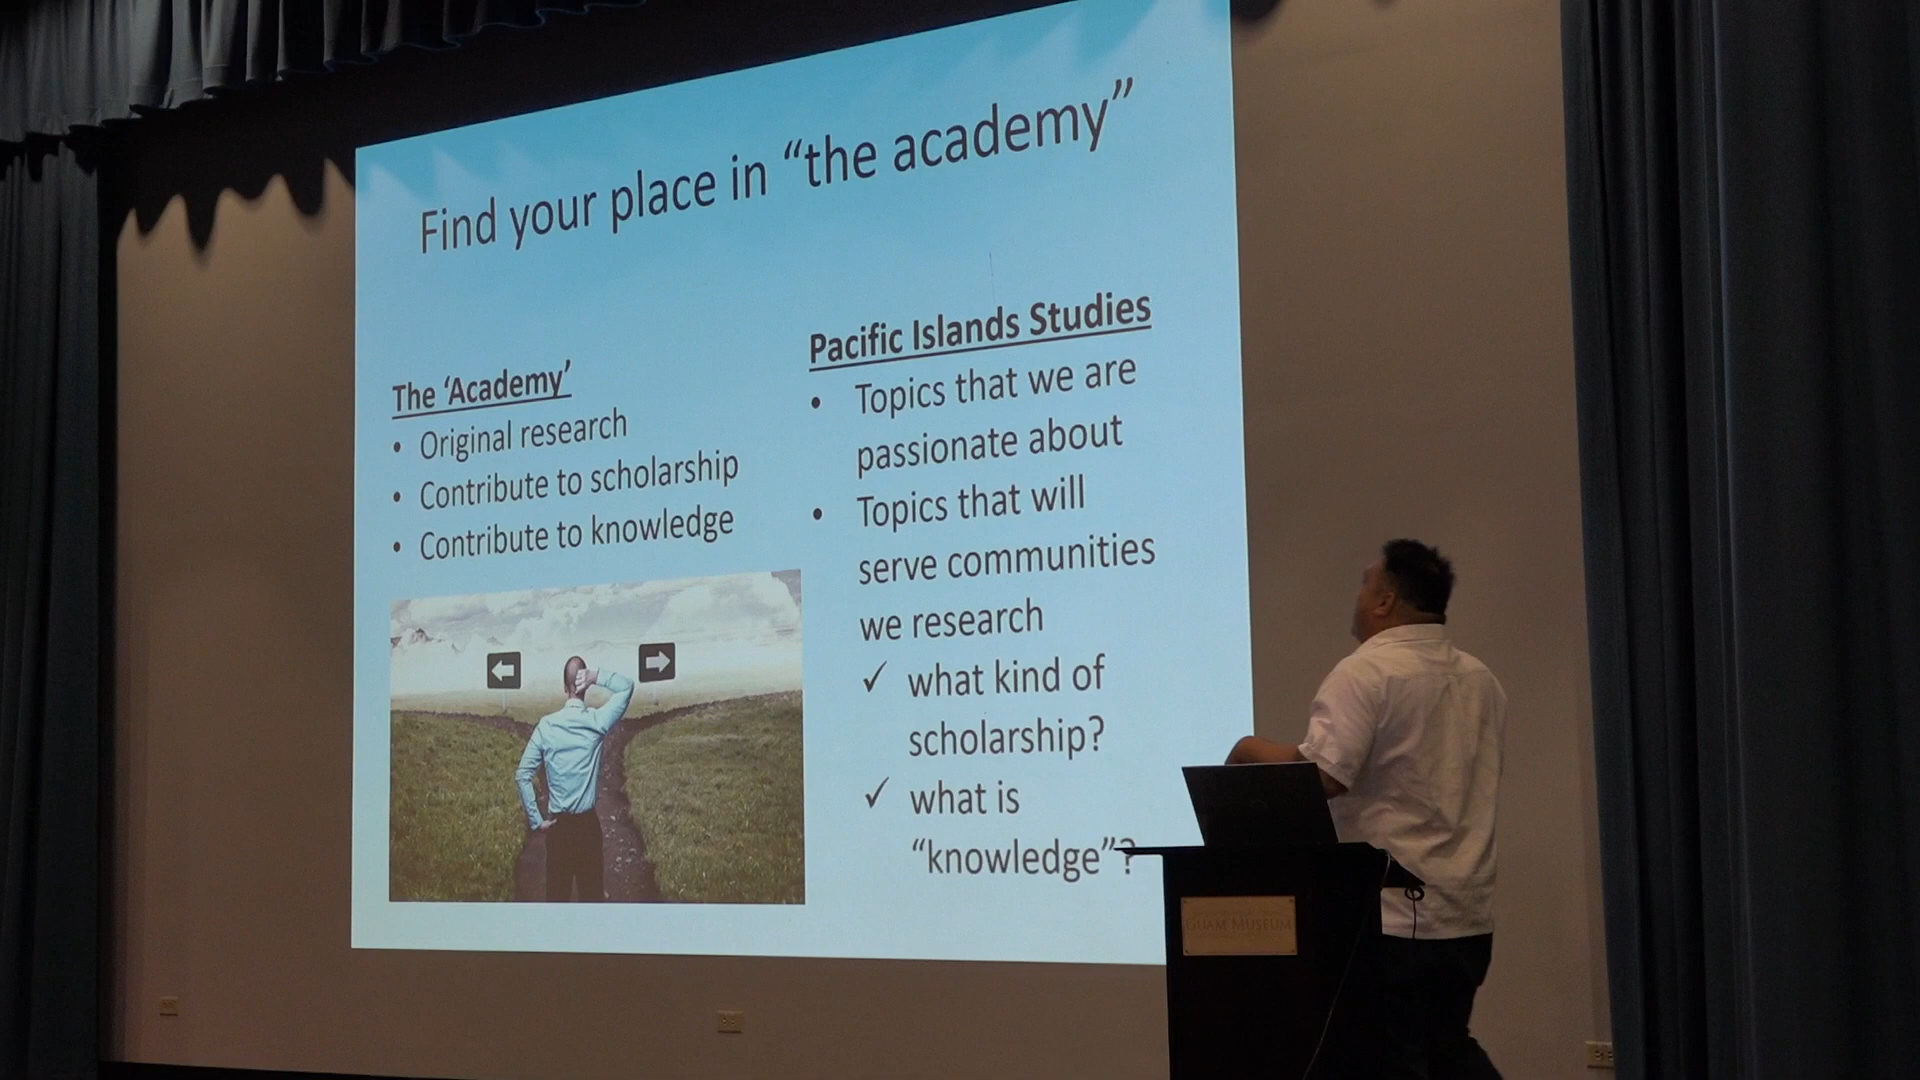 Find your place in “the academy”
The ‘Academy’
• Original research
• Contribute to scholarship
• Contribute to knowledge
Pacific Islands Studies
• Topics that we are
passionate about
• Topics that will
serve communities
we research
✓ what kind of
scholarship?
✓ what is
“knowledge”?
GUAM MUSEUM